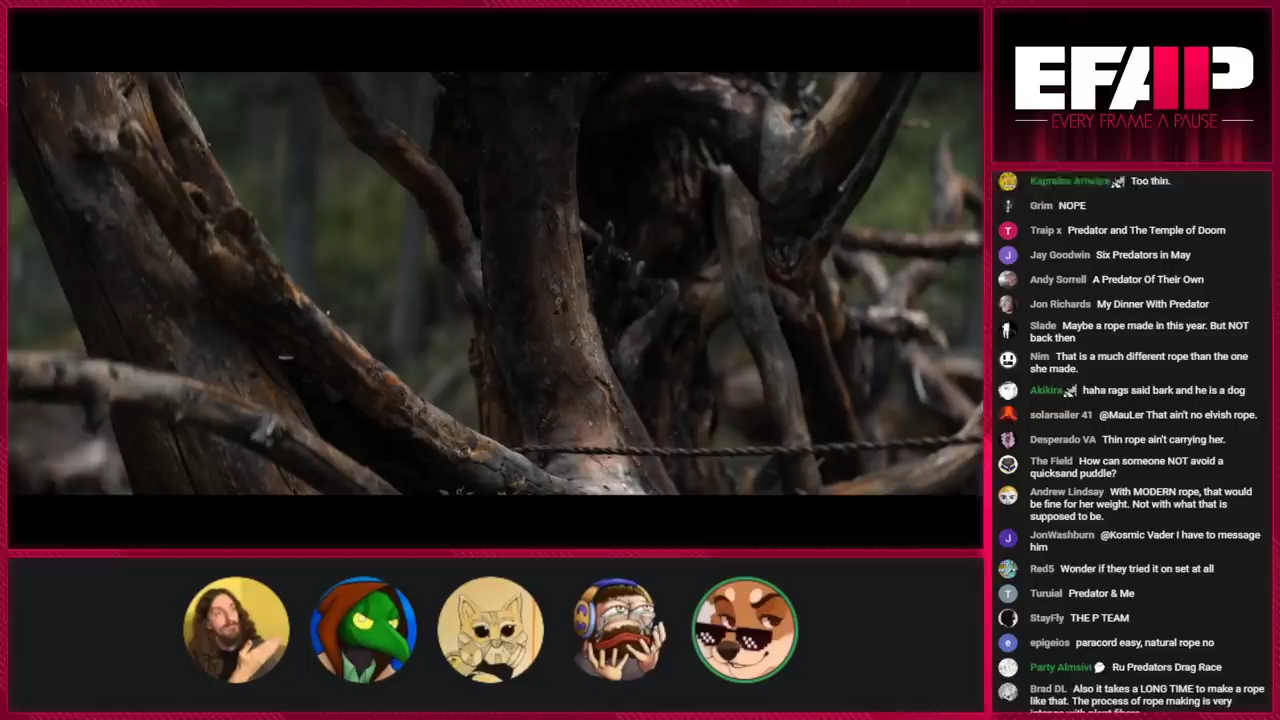 EFAP
EVERY FRAME A PAUSE
Too thin.
Grim NOPE
T Traip x Predator and The Temple of Doom
J Jay Goodwin Six Predators in May
Andy Sorrell A Predator Of Their Own
Jon Richards My Dinner With Predator
Slade Maybe a rope made in this year. But NOT
back then
Nim That is a much different rope than the one
she made.
Akikira haha rags said bark and he is a dog
solarsailer 41 @MauLer That ain't no elvish rope.
Desperado VA Thin rope ain't carrying her.
The Field How can someone NOT avoid a
quicksand puddle?
Andrew Lindsay With MODERN rope, that would
be fine for her weight. Not with what that is
supposed to be.
J JonWashburn @Kosmic Vader I have to message
him
Red5 Wonder if they tried it on set at all
T Turuial Predator & Me
StayFly THE P TEAM
e epigeios paracord easy, natural rope no
Party Almsivi Ru Predators Drag Race
Brad DL Also it takes a LONG TIME to make a rope
like that. The process of rope making is very
intense with plant fibers